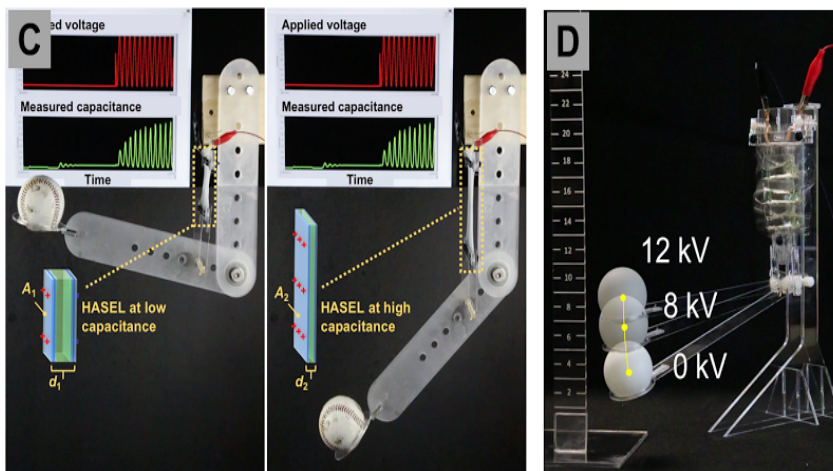 C
ed voltage
Measured capacitance
Time
A1
HASEL at low
capacitance
d1
Applied voltage
Measured capacitance
Time
A2
HASEL at high
capacitance
d2
D
24
22
20
18
16
14
12
10
8
6
4
2
12 kV
8 kV
0 kV